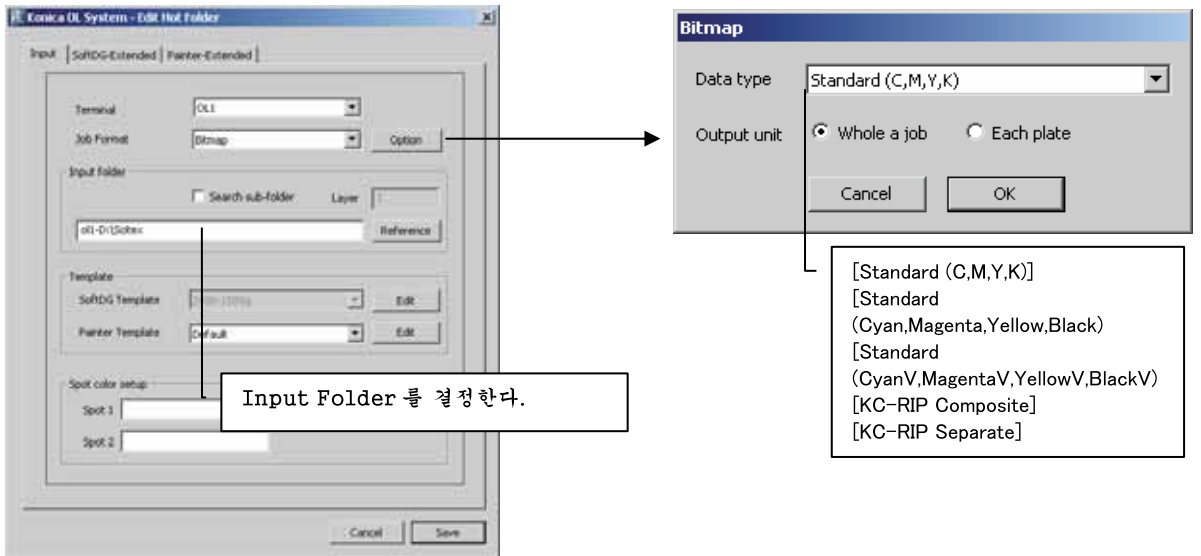 Konica OL System - Edit Hot Folder
Input SoftDG-Extended Painter-Extended
Terminal OL1
Job Format Bitmap Option
Input folder
Search sub-folder Layer
Reference
Template
SoftDG Template Edit
Painter Template Default Edit
Spot color setup
Spot 1
Spot 2
Cancel Save
Input Folder 를 결정한다.
Bitmap
Data type Standard (C,M,Y,K)
Output unit Whole a job Each plate
Cancel OK
[Standard (C,M,Y,K)]
[Standard
(Cyan,Magenta,Yellow,Black)
[Standard
(CyanV,MagentaV,YellowV,BlackV)
[KC-RIP Composite]
[KC-RIP Separate]